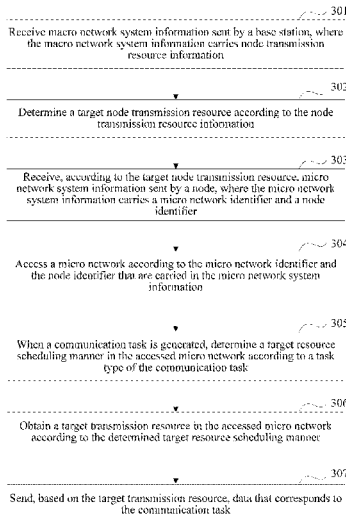 301
Receive macro network system information sent by a base station, where
the macro network system information carries node transmission
resource information
302
Determine a target node transmission resource according to the node
transmission resource information
303
Receive, according to the target node transmission resource, micro
network system information sent by a node, where the micro network
system information carries a micro network identifier and a node
identifier
304
Access a micro network according to the micro network identifier and
the node identifier that are carried in the micro network system
information
305
When a communication task is generated, determine a target resource
scheduling manner in the accessed micro network according to a task
type of the communication task
306
Obtain a target transmission resource in the accessed micro network
according to the determined target resource scheduling manner
307
Send, based on the target transmission resource, data that corresponds to
the communication task